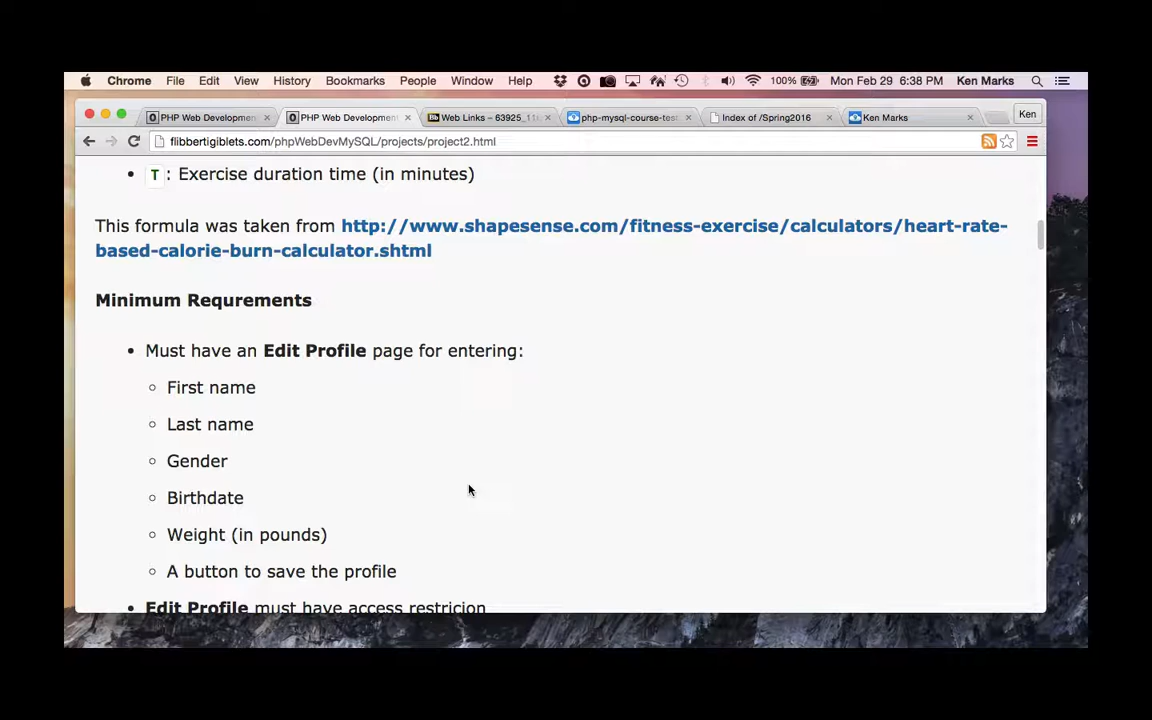 Chrome File Edit View History Bookmarks People Window Help 100% Mon Feb 29 6:38 PM Ken Marks
PHP Web Developmen × PHP Web Developmen × Web Links – 63925_11 × php-mysql-course-test × Index of /Spring2016 × Ken Marks × Ken
flibbertigiblets.com/phpWebDevMySQL/projects/project2.html
• T : Exercise duration time (in minutes)
This formula was taken from http://www.shapesense.com/fitness-exercise/calculators/heart-rate-
based-calorie-burn-calculator.shtml
Minimum Requrements
• Must have an Edit Profile page for entering:
◦ First name
◦ Last name
◦ Gender
◦ Birthdate
◦ Weight (in pounds)
◦ A button to save the profile
• Edit Profile must have access restricion